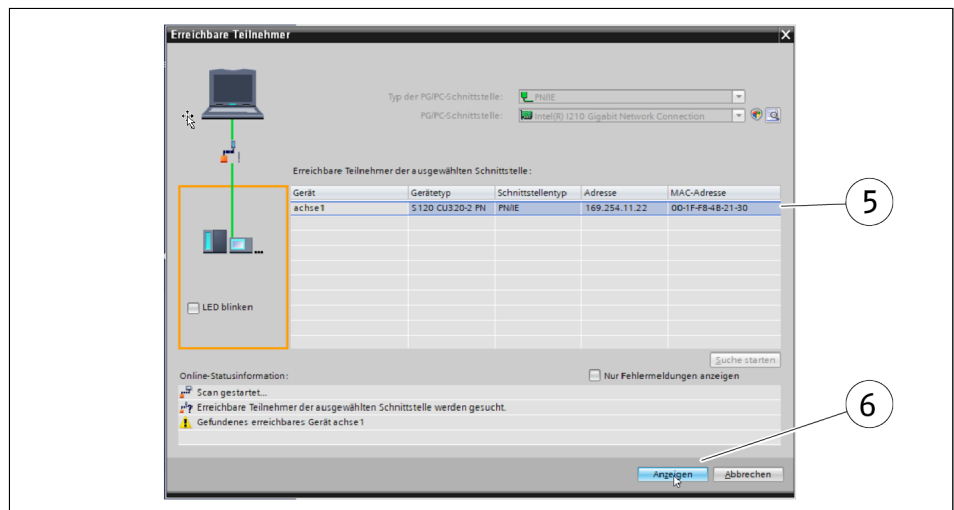 Erreichbare Teilnehmer
Typ der PG/PC-Schnittstelle: PN/IE
PG/PC-Schnittstelle: Intel(R) I210 Gigabit Network Connection
Erreichbare Teilnehmer der ausgewählten Schnittstelle:
Gerät Gerätetyp Schnittstellentyp Adresse MAC-Adresse
achse1 S120 CU320-2 PN PN/IE 169.254.11.22 00-1F-F8-4B-21-30
5
LED blinken
Suche starten
Online-Statusinformation: Nur Fehlermeldungen anzeigen
Scan gestartet...
Erreichbare Teilnehmer der ausgewählten Schnittstelle werden gesucht.
Gefundenes erreichbares Gerät achse1
6
Anzeigen Abbrechen